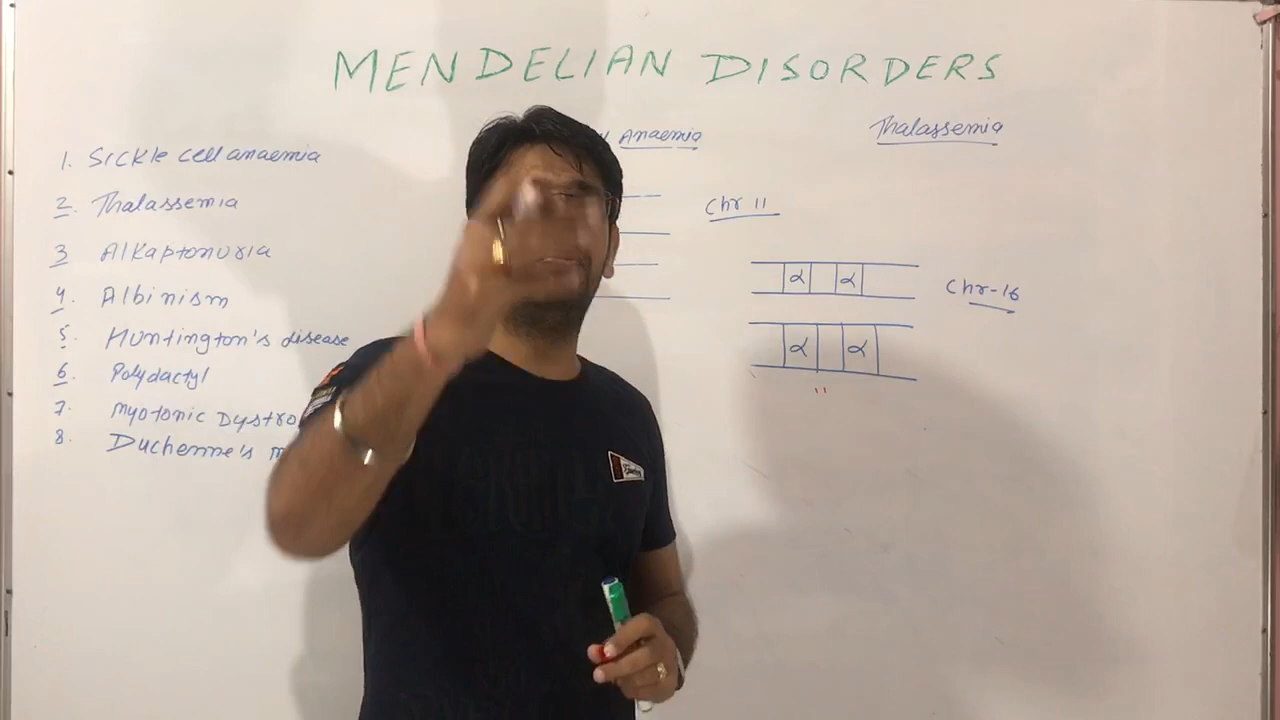 MENDELIAN DISORDERS
1. Sickle cell anaemia
2. Thalassemia
3 Alkaptonuria
4. Albinism
5. Huntington's disease
6. Polydactyl
7. Myotonic Dystro
8. Duchenne's m
Anaemia
Chr 11
Thalassemia
α α
Chr-16
α α